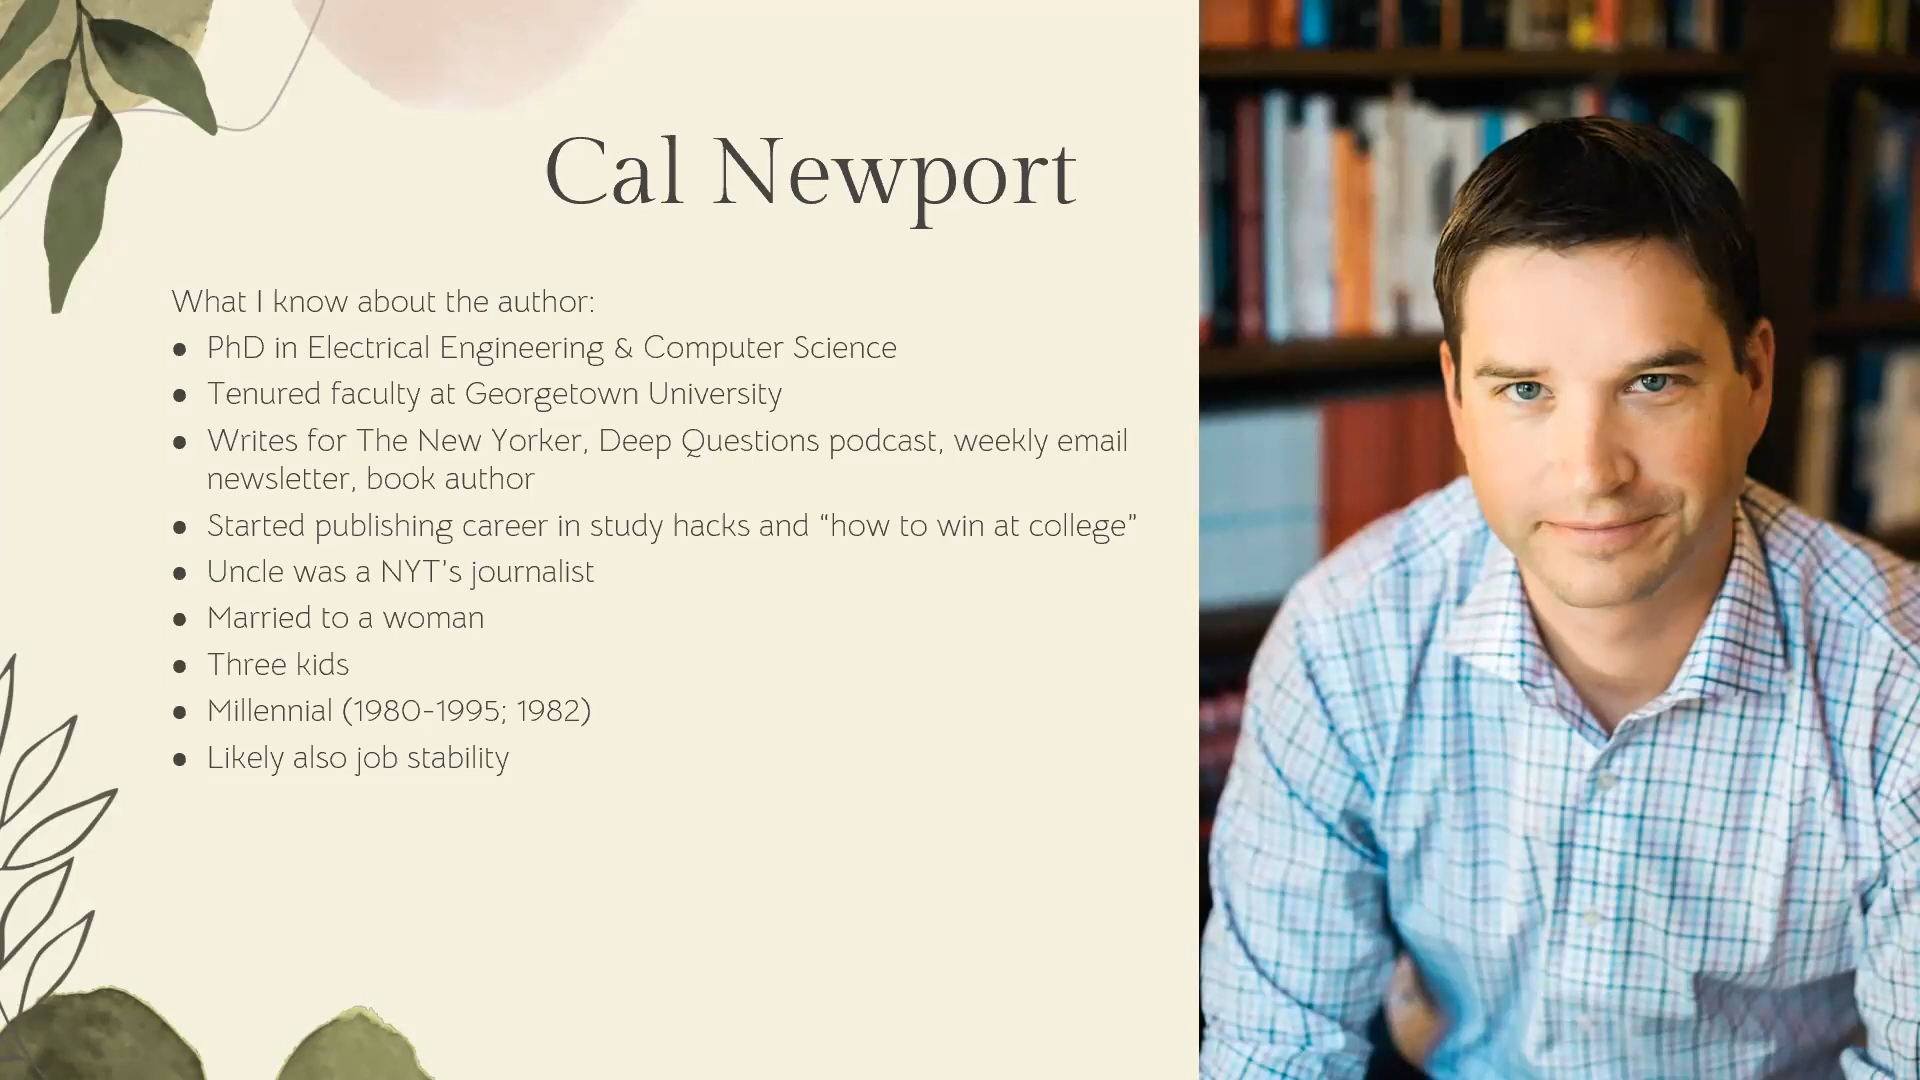 Cal Newport
What I know about the author:
● PhD in Electrical Engineering & Computer Science
● Tenured faculty at Georgetown University
● Writes for The New Yorker, Deep Questions podcast, weekly email
newsletter, book author
● Started publishing career in study hacks and “how to win at college”
● Uncle was a NYT’s journalist
● Married to a woman
● Three kids
● Millennial (1980-1995; 1982)
● Likely also job stability